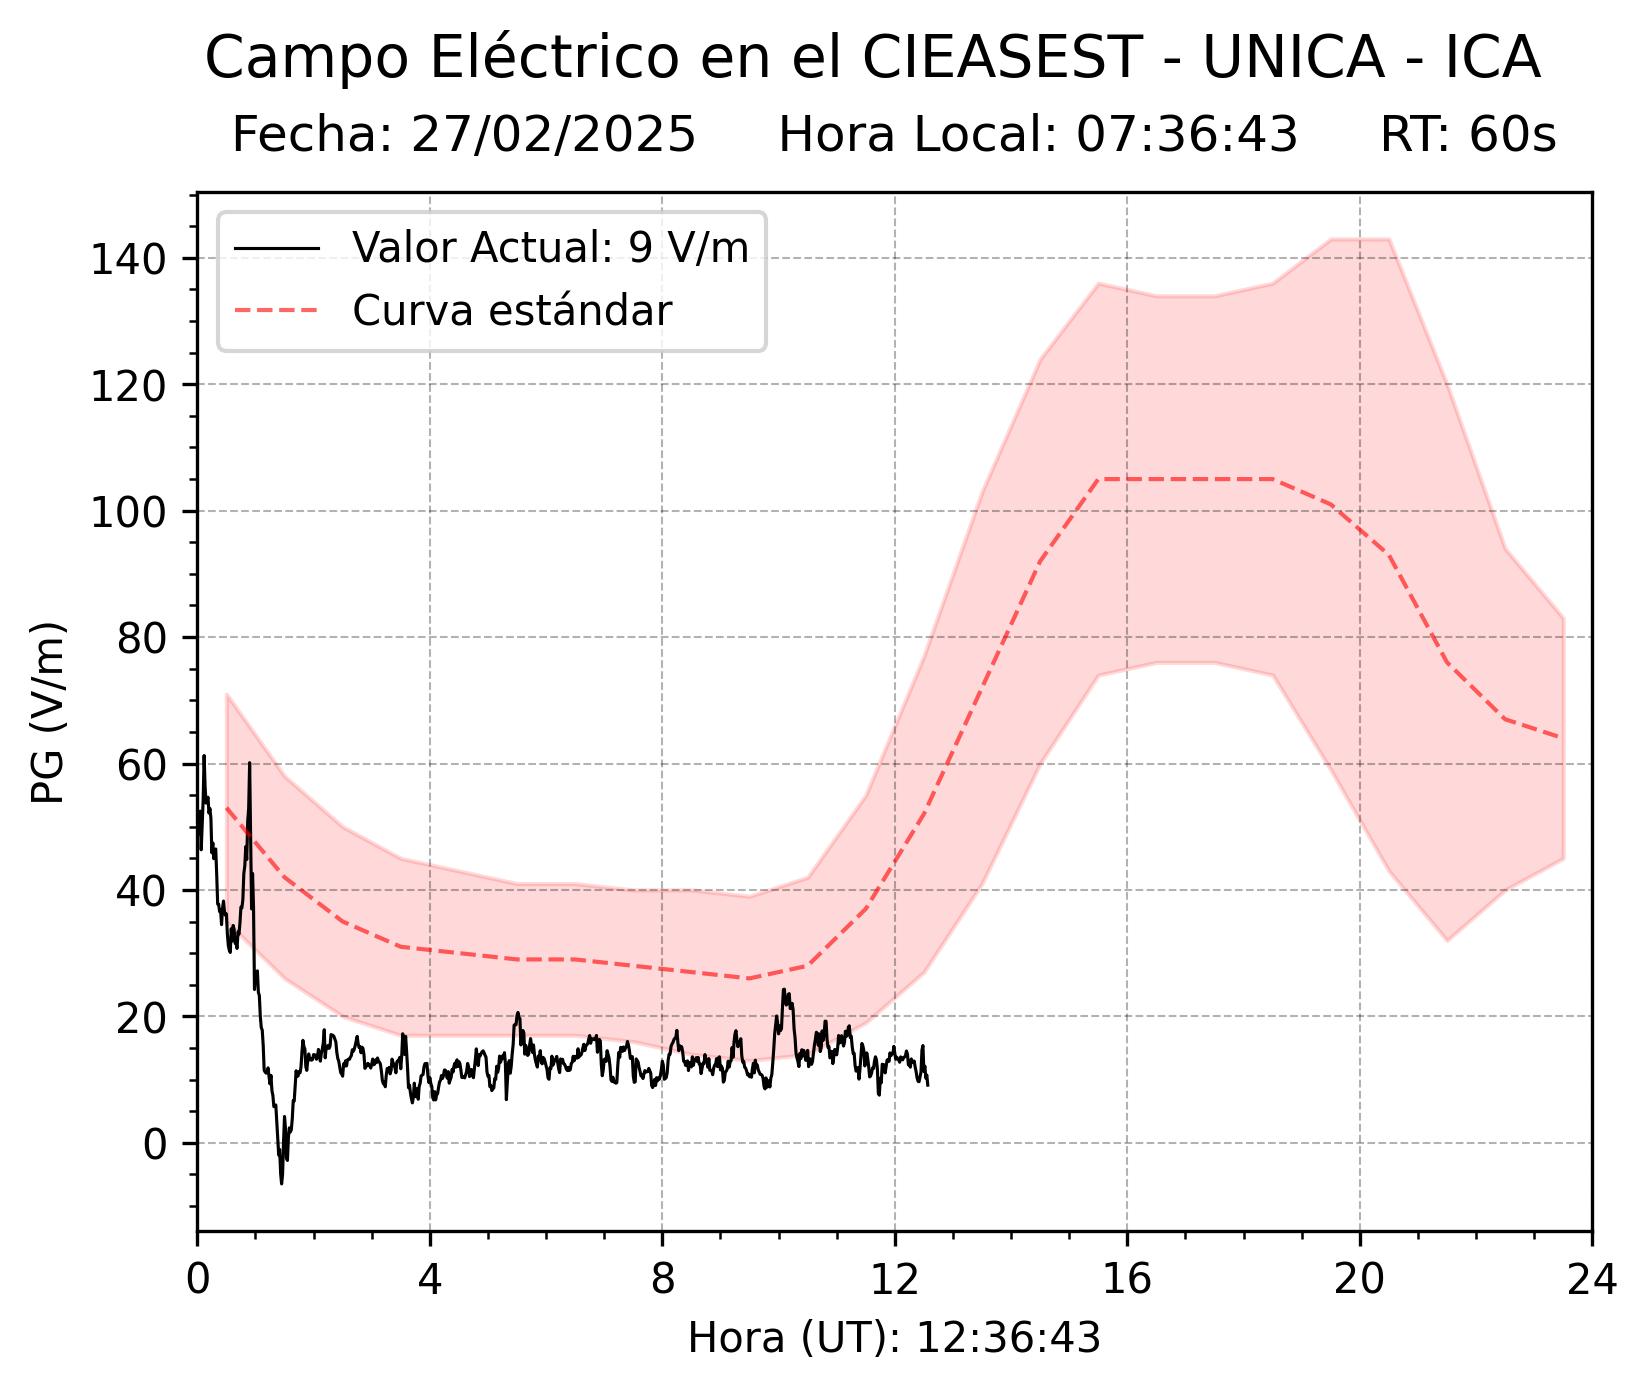 Campo Eléctrico en el CIEASEST - UNICA - ICA
Fecha: 27/02/2025 Hora Local: 07:36:43 RT: 60s
Valor Actual: 9 V/m
Curva estándar
140
120
100
80
60
40
20
0
PG (V/m)
0 4 8 12 16 20 24
Hora (UT): 12:36:43